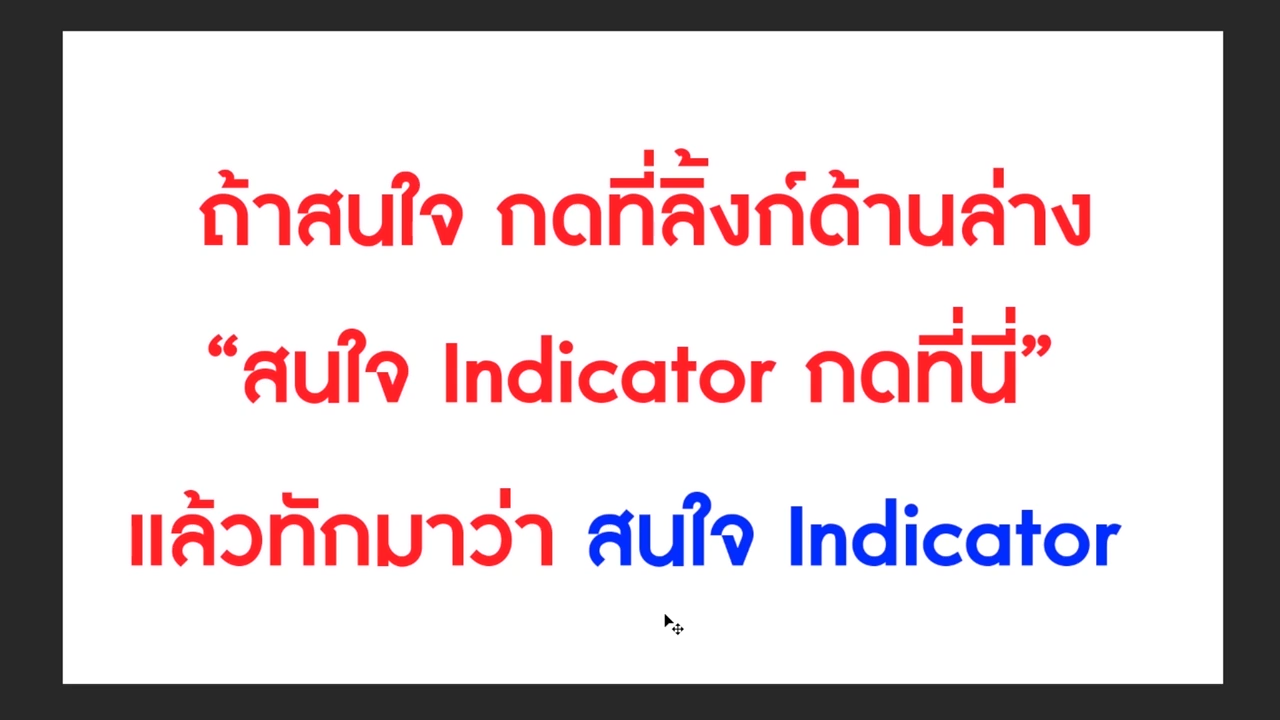 ถ้าสนใจ กดที่ลิ้งก์ด้านล่าง
“สนใจ Indicator กดที่นี่”
แล้วทักมาว่า สนใจ Indicator